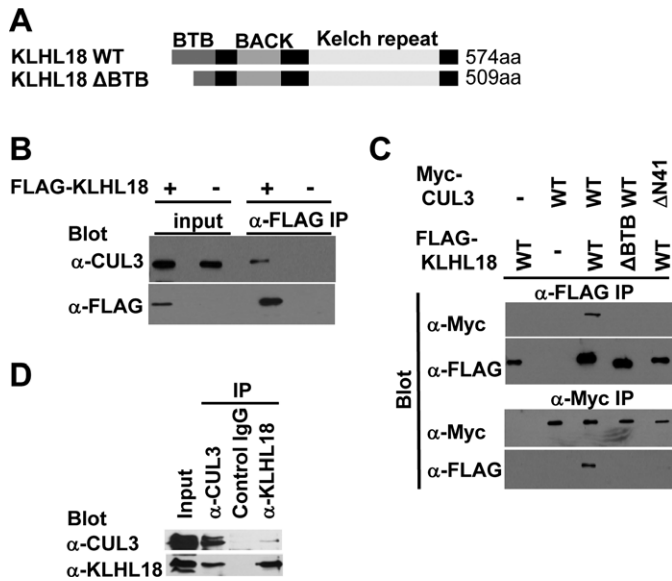 A
BTB BACK Kelch repeat
KLHL18 WT 574aa
KLHL18 ΔBTB 509aa
B
FLAG-KLHL18 + - + -
input α-FLAG IP
Blot
α-CUL3
α-FLAG
C
Myc-CUL3 - WT WT WT ΔN41
FLAG-KLHL18 WT - WT ΔBTB WT
α-FLAG IP
α-Myc
α-FLAG
α-Myc IP
α-Myc
α-FLAG
Blot
D
IP
Input α-CUL3 Control IgG α-KLHL18
Blot
α-CUL3
α-KLHL18